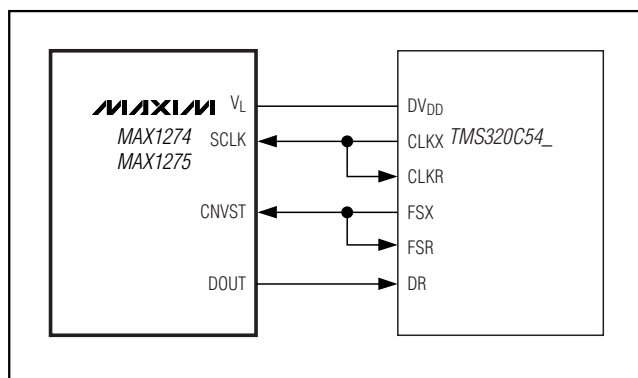 MAXIM
MAX1274
MAX1275
VL
SCLK
CNVST
DOUT
DVDD
CLKX
TMS320C54_
CLKR
FSX
FSR
DR